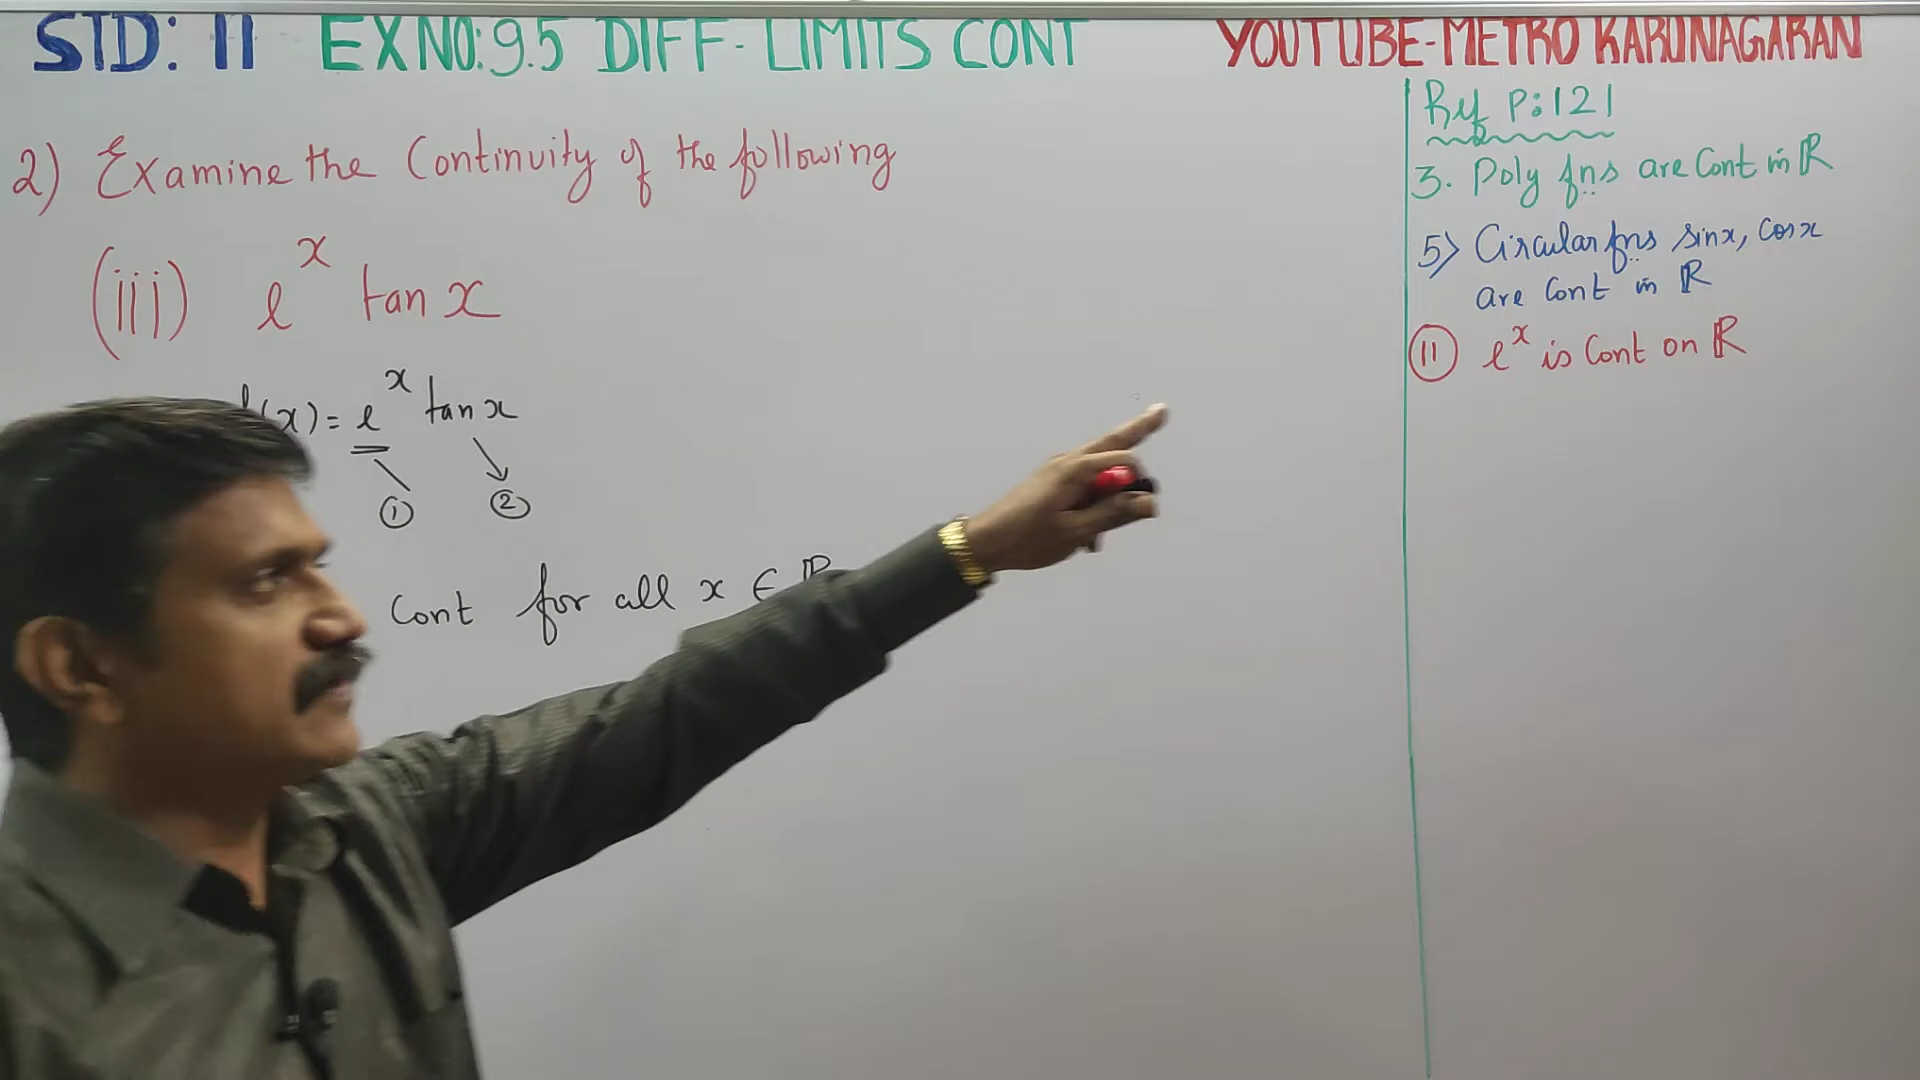 STD: 11 EX NO: 9.5 DIFF- LIMITS CONT
YOUTUBE-METRO KARUNAGARAN
2) Examine the Continuity of the following
(iii) e^x tan x
(x) = e^x tan x
① ②
Cont for all x ∈ ℝ
Ref P: 121
3. Poly fns are Cont in ℝ
5) Circular fns sinx, cosx
are Cont in ℝ
⑪ e^x is Cont on ℝ